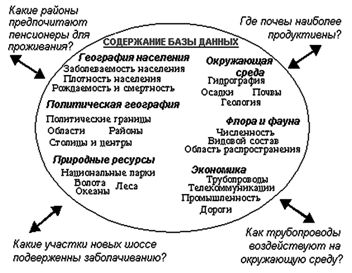 Какие районы
предпочитают
пенсионеры для
проживания?
Где почвы наиболее
продуктивны?
СОДЕРЖАНИЕ БАЗЫ ДАННЫХ
География населения
Заболеваемость населения
Плотность населения
Рождаемость и смертность
Окружающая
среда
Гидрография
Осадки Почвы
Геология
Политическая география
Политические границы
Области Районы
Столицы и центры
Флора и фауна
Численность
Видовой состав
Область распространения
Природные ресурсы
Национальные парки
Болота Леса
Океаны
Экономика
Трубопроводы
Телекоммуникации
Промышленность
Дороги
Какие участки новых шоссе
подверженны заболачиванию?
Как трубопроводы
воздействуют на
окружающую среду?